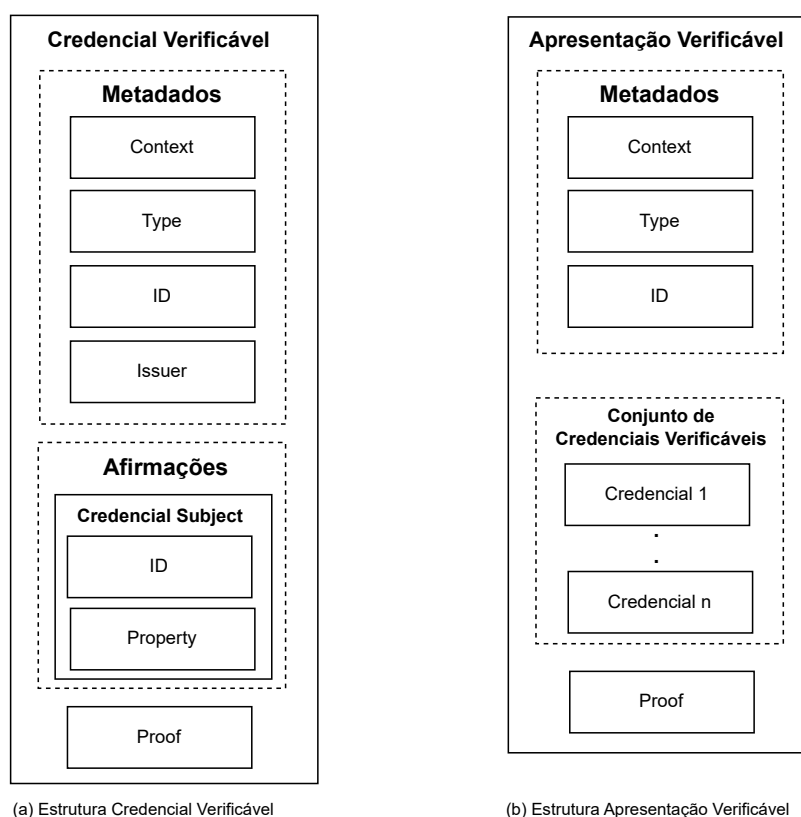 Credencial Verificável
Metadados
Context
Type
ID
Issuer
Afirmações
Credencial Subject
ID
Property
Proof
(a) Estrutura Credencial Verificável
Apresentação Verificável
Metadados
Context
Type
ID
Conjunto de
Credenciais Verificáveis
Credencial 1
.
.
Credencial n
Proof
(b) Estrutura Apresentação Verificável